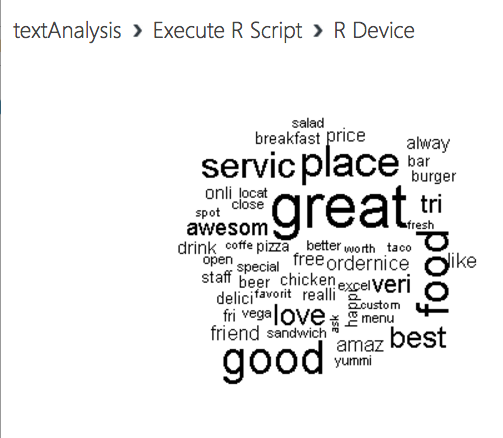 textAnalysis > Execute R Script > R Device
salad
breakfast price
alway
servic place bar
burger
onli locat
close great tri
spot
awesom fresh
drink coffe pizza better worth taco
food
like
open special free order nice
staff beer chicken excel veri
delici favorit realli happi custom
fri vega love ask menu
friend sandwich amaz best
good yummi